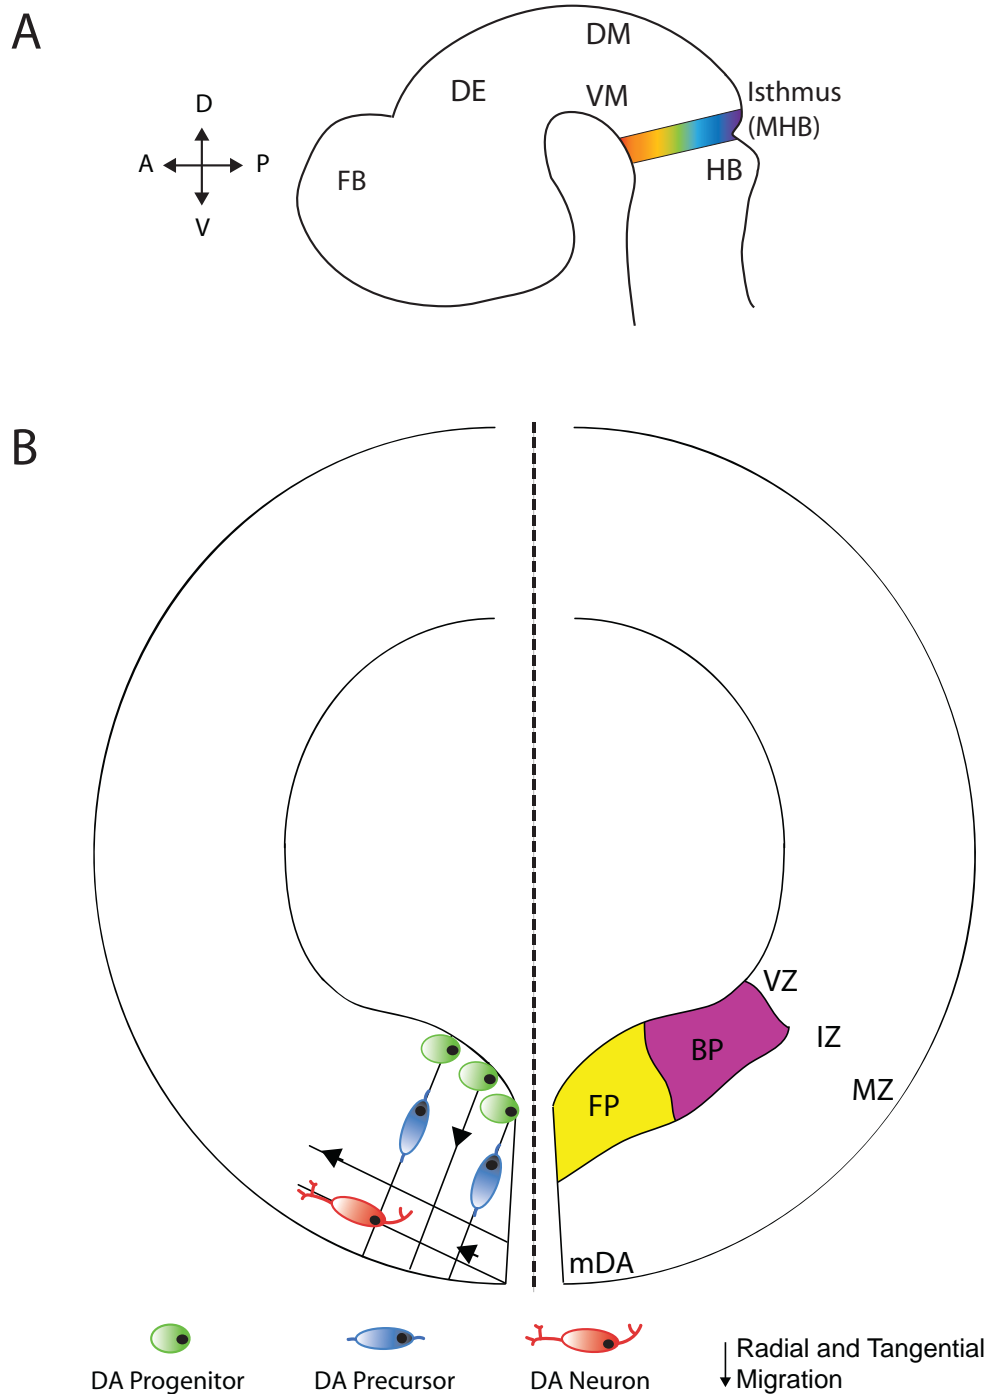 A
D
A
P
V
DM
DE
VM
Isthmus
(MHB)
FB
HB
B
VZ
IZ
BP
MZ
FP
mDA
DA Progenitor
DA Precursor
DA Neuron
Radial and Tangential
Migration